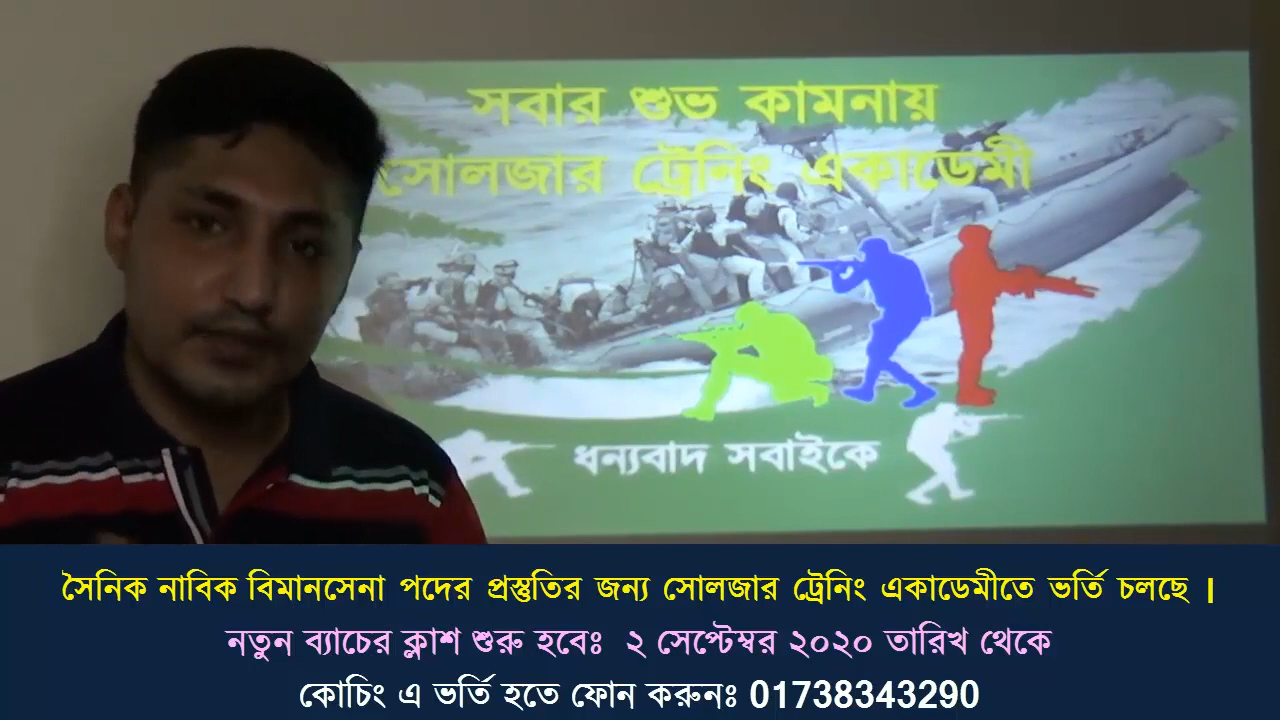 সবার শুভ কামনায়
সোলজার ট্রেনিং একাডেমী
ধন্যবাদ সবাইকে
সৈনিক নাবিক বিমানসেনা পদের প্রস্তুতির জন্য সোলজার ট্রেনিং একাডেমীতে ভর্তি চলছে ।
নতুন ব্যাচের ক্লাশ শুরু হবেঃ ২ সেপ্টেম্বর ২০২০ তারিখ থেকে
কোচিং এ ভর্তি হতে ফোন করুনঃ 01738343290